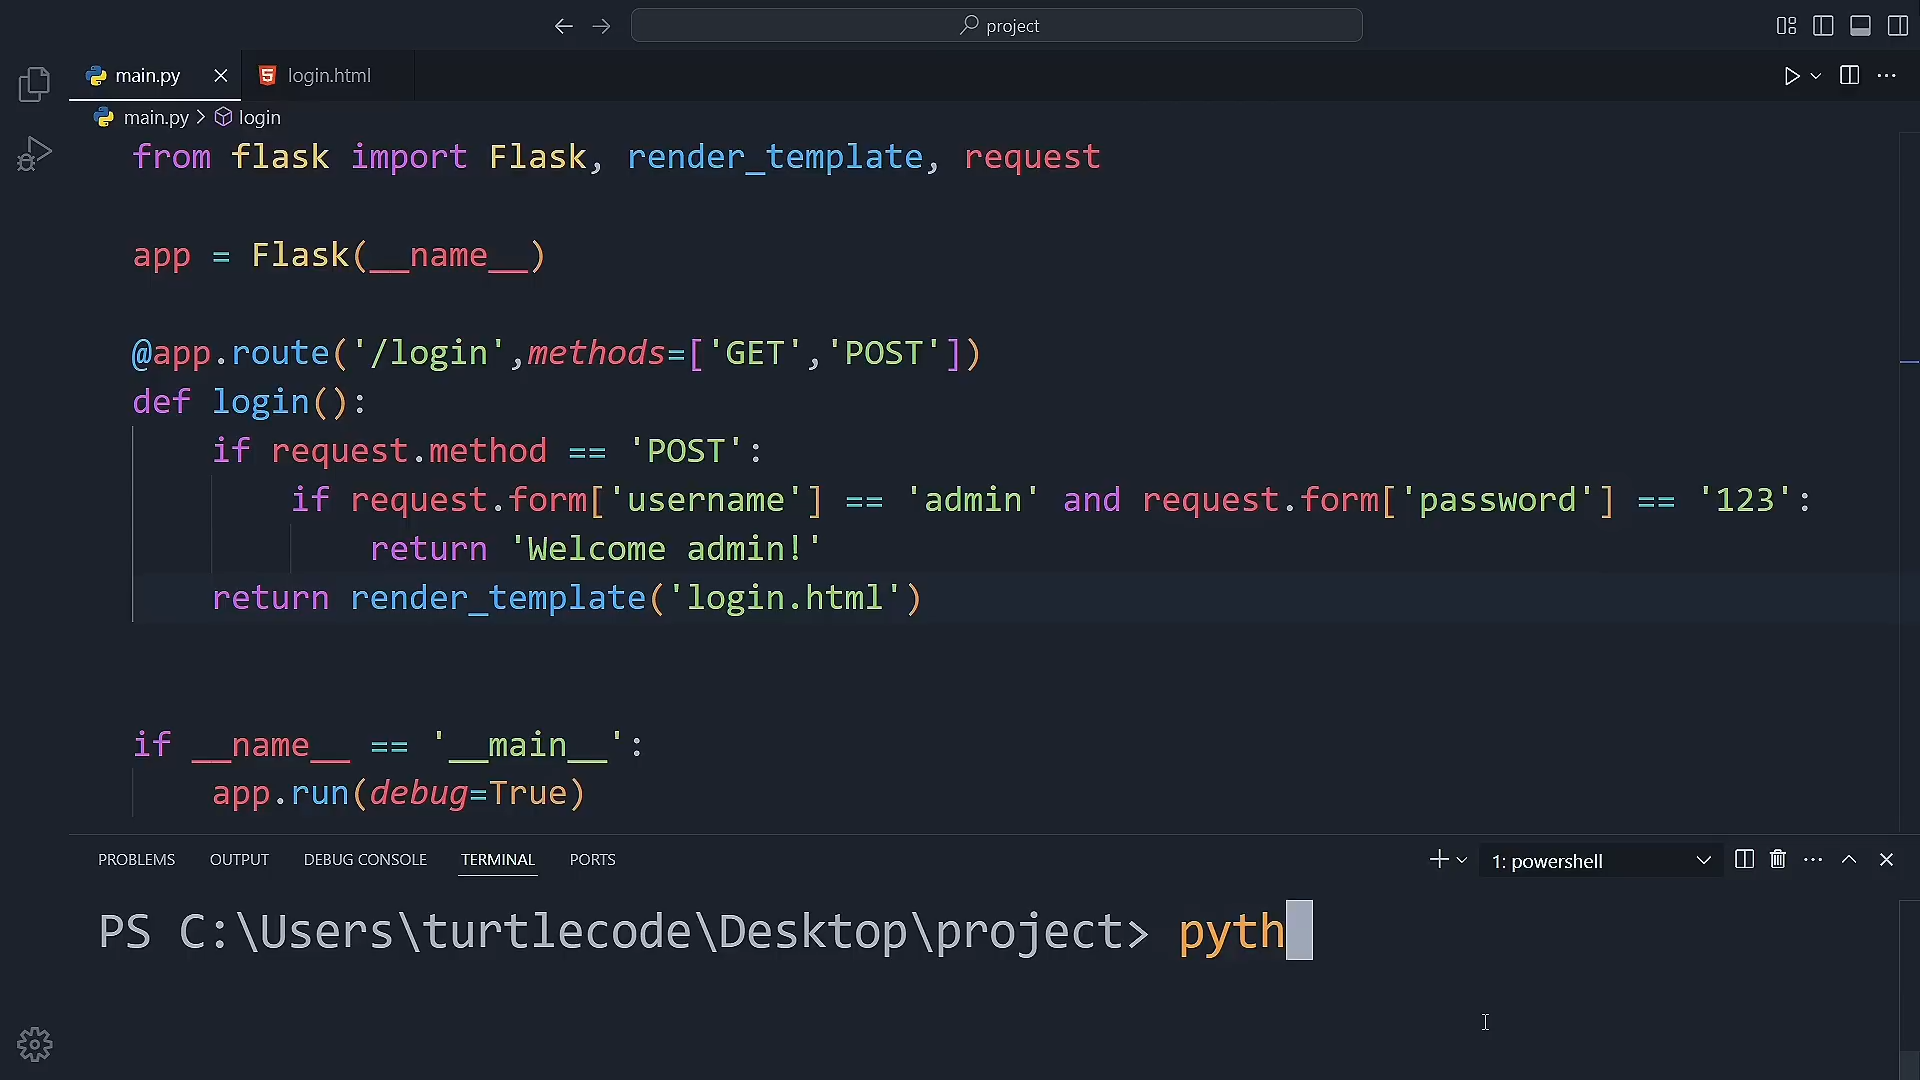 project
main.py
login.html
main.py > login
from flask import Flask, render_template, request
app = Flask(__name__)
@app.route('/login',methods=['GET','POST'])
def login():
    if request.method == 'POST':
        if request.form['username'] == 'admin' and request.form['password'] == '123':
            return 'Welcome admin!'
    return render_template('login.html')
if __name__ == '__main__':
    app.run(debug=True)
PROBLEMS OUTPUT DEBUG CONSOLE TERMINAL PORTS 1: powershell
PS C:\Users\turtlecode\Desktop\project> pyth